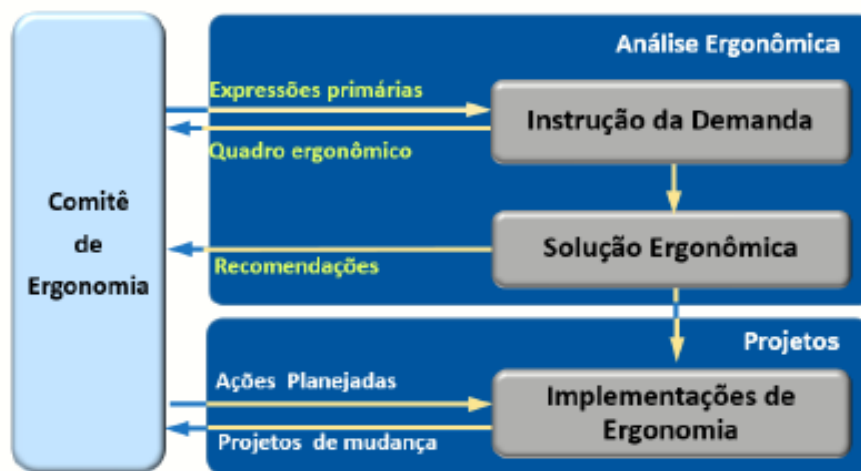 Análise Ergonômica
Expressões primárias
Instrução da Demanda
Quadro ergonômico
Comitê
de
Ergonomia
Solução Ergonômica
Recomendações
Projetos
Ações Planejadas
Implementações de
Ergonomia
Projetos de mudança